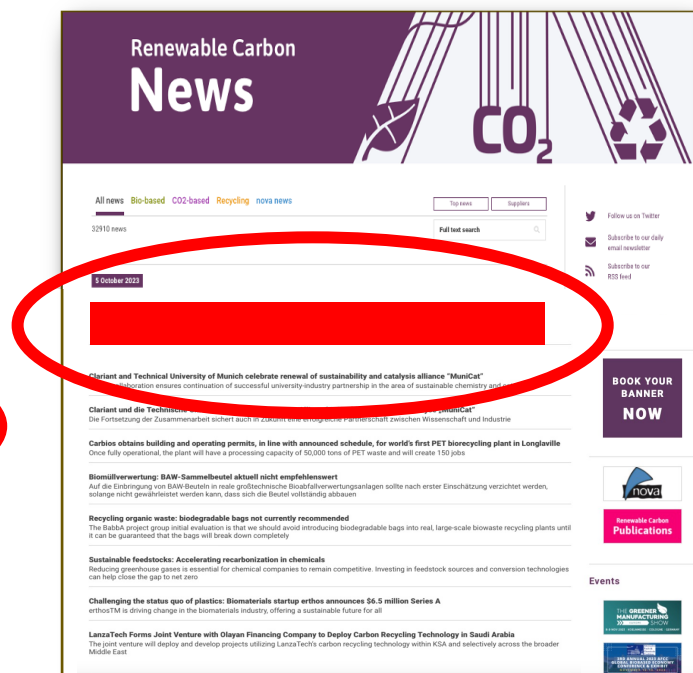 Renewable Carbon
News
CO2
All news Bio-based CO2-based Recycling nova news
Top news Suppliers
32910 news
Full text search
Follow us on Twitter
Subscribe to our daily
email newsletter
Subscribe to our
RSS feed
5 October 2023
Clariant and Technical University of Munich celebrate renewal of sustainability and catalysis alliance "MuniCat"
ensures continuation of successful university-industry partnership in the area of sustainable chemistry and
Clariant und die
"MuniCat"
Die Fortsetzung der Zusammenarbeit sichert auch in Zukunft eine erfolgreiche Partnerschaft zwischen Wissenschaft und Industrie
Carbios obtains building and operating permits, in line with announced schedule, for world's first PET biorecycling plant in Longlaville
Once fully operational, the plant will have a processing capacity of 50,000 tons of PET waste and will create 150 jobs
Biomüllverwertung: BAW-Sammelbeutel aktuell nicht empfehlenswert
Auf die Einbringung von BAW-Beuteln in reale großtechnische Bioabfallverwertungsanlagen sollte nach erster Einschätzung verzichtet werden,
solange nicht gewährleistet werden kann, dass sich die Beutel vollständig abbauen
Recycling organic waste: biodegradable bags not currently recommended
The BabbA project group initial evaluation is that we should avoid introducing biodegradable bags into real, large-scale biowaste recycling plants until
it can be guaranteed that the bags will break down completely
Sustainable feedstocks: Accelerating recarbonization in chemicals
Reducing greenhouse gases is essential for chemical companies to remain competitive. Investing in feedstock sources and conversion technologies
can help close the gap to net zero
Challenging the status quo of plastics: Biomaterials startup erthos announces $6.5 million Series A
erthosTM is driving change in the biomaterials industry, offering a sustainable future for all
LanzaTech Forms Joint Venture with Olayan Financing Company to Deploy Carbon Recycling Technology in Saudi Arabia
The joint venture will deploy and develop projects utilizing LanzaTech's carbon recycling technology within KSA and selectively across the broader
Middle East
BOOK YOUR
BANNER
NOW
nova
Renewable Carbon
Publications
Events
THE GREENER
MANUFACTURING
SHOW